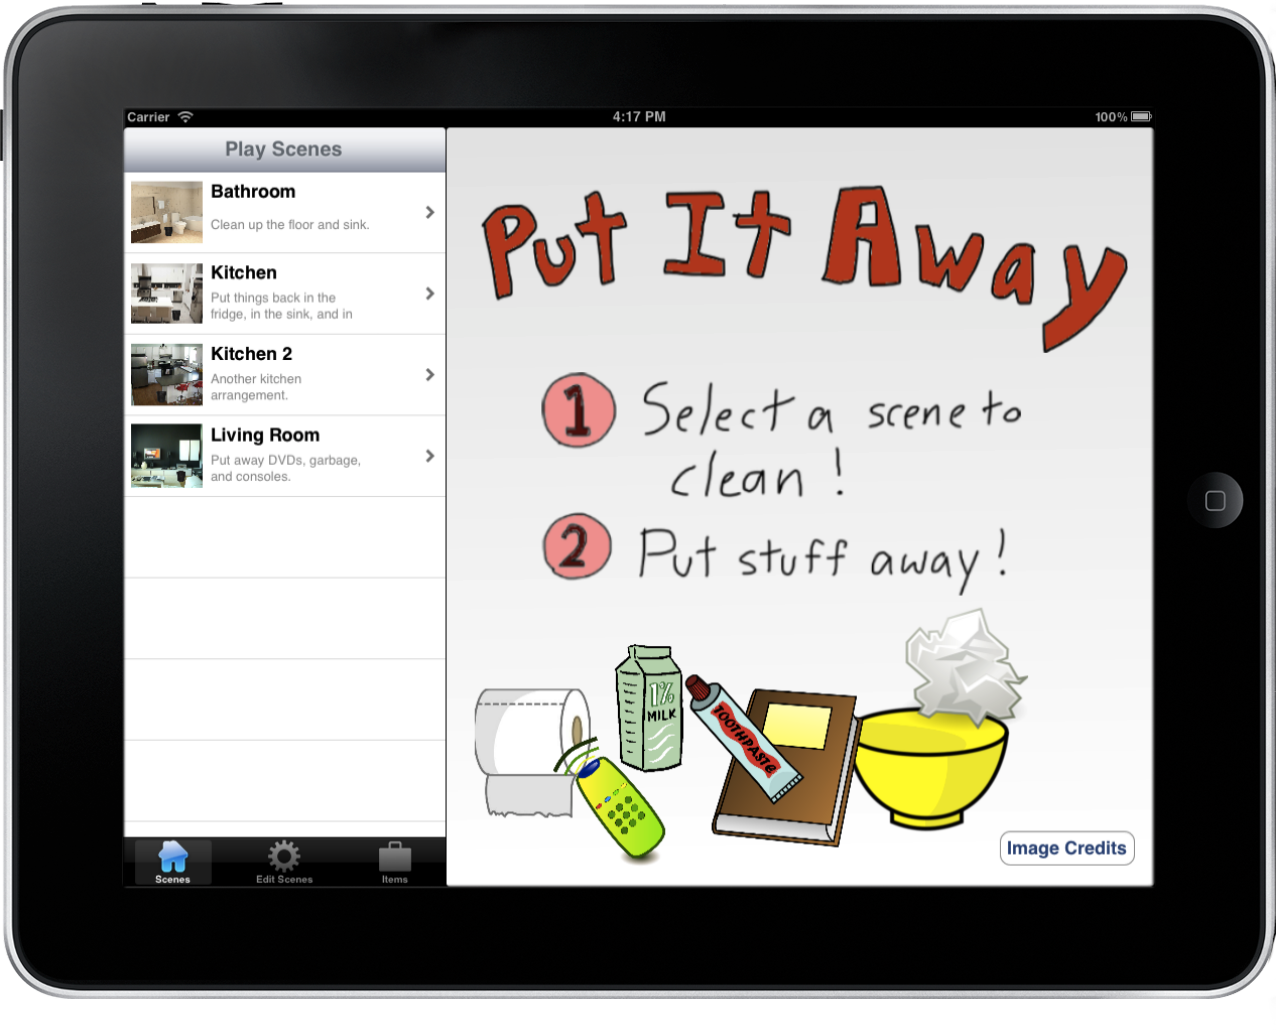 Carrier 4:17 PM 100%
Play Scenes
Bathroom
Clean up the floor and sink.
Kitchen
Put things back in the
fridge, in the sink, and in
Kitchen 2
Another kitchen
arrangement.
Living Room
Put away DVDs, garbage,
and consoles.
Scenes Edit Scenes Items
Put It Away
1 Select a scene to
clean!
2 Put stuff away!
1%
MILK
TOOTHPASTE
Image Credits